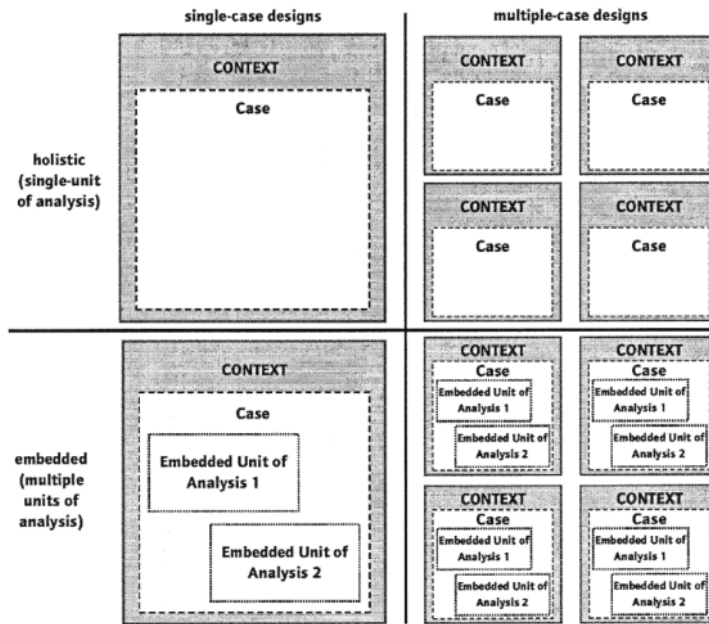 single-case designs
multiple-case designs
holistic
(single-unit
of analysis)
CONTEXT
Case
CONTEXT
Case
CONTEXT
Case
CONTEXT
Case
CONTEXT
Case
embedded
(multiple
units of
analysis)
CONTEXT
Case
Embedded Unit of
Analysis 1
Embedded Unit of
Analysis 2
CONTEXT
Case
Embedded Unit of
Analysis 1
Embedded Unit of
Analysis 2
CONTEXT
Case
Embedded Unit of
Analysis 1
Embedded Unit of
Analysis 2
CONTEXT
Case
Embedded Unit of
Analysis 1
Embedded Unit of
Analysis 2
CONTEXT
Case
Embedded Unit of
Analysis 1
Embedded Unit of
Analysis 2